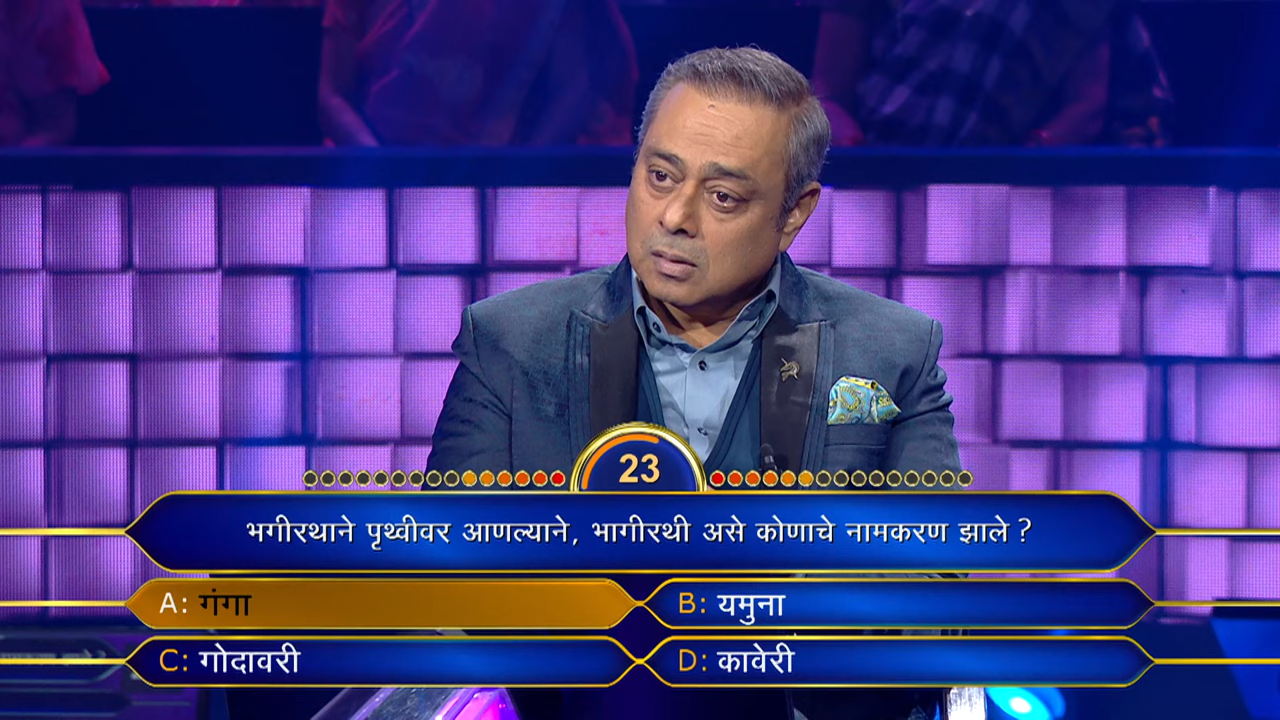 23
भगीरथाने पृथ्वीवर आणल्याने, भागीरथी असे कोणाचे नामकरण झाले ?
A: गंगा
B: यमुना
C: गोदावरी
D: कावेरी